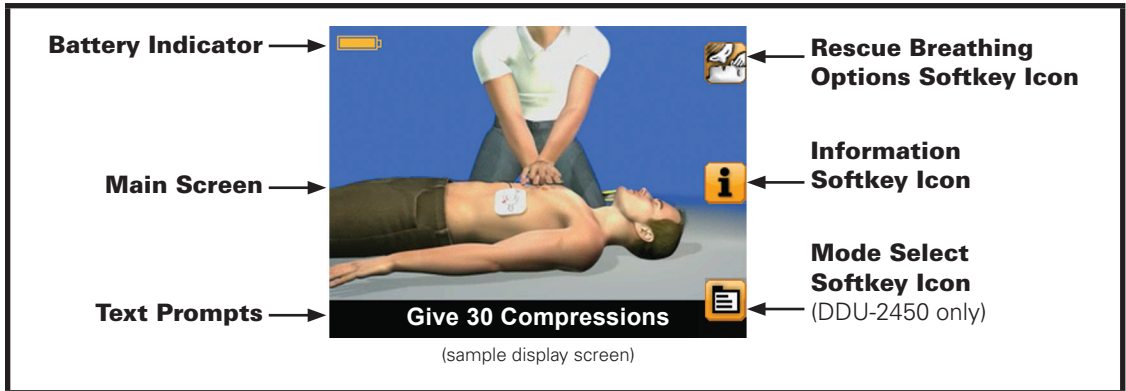 Battery Indicator
Main Screen
Text Prompts
Give 30 Compressions
(sample display screen)
Rescue Breathing
Options Softkey Icon
i
Information
Softkey Icon
Mode Select
Softkey Icon
(DDU-2450 only)